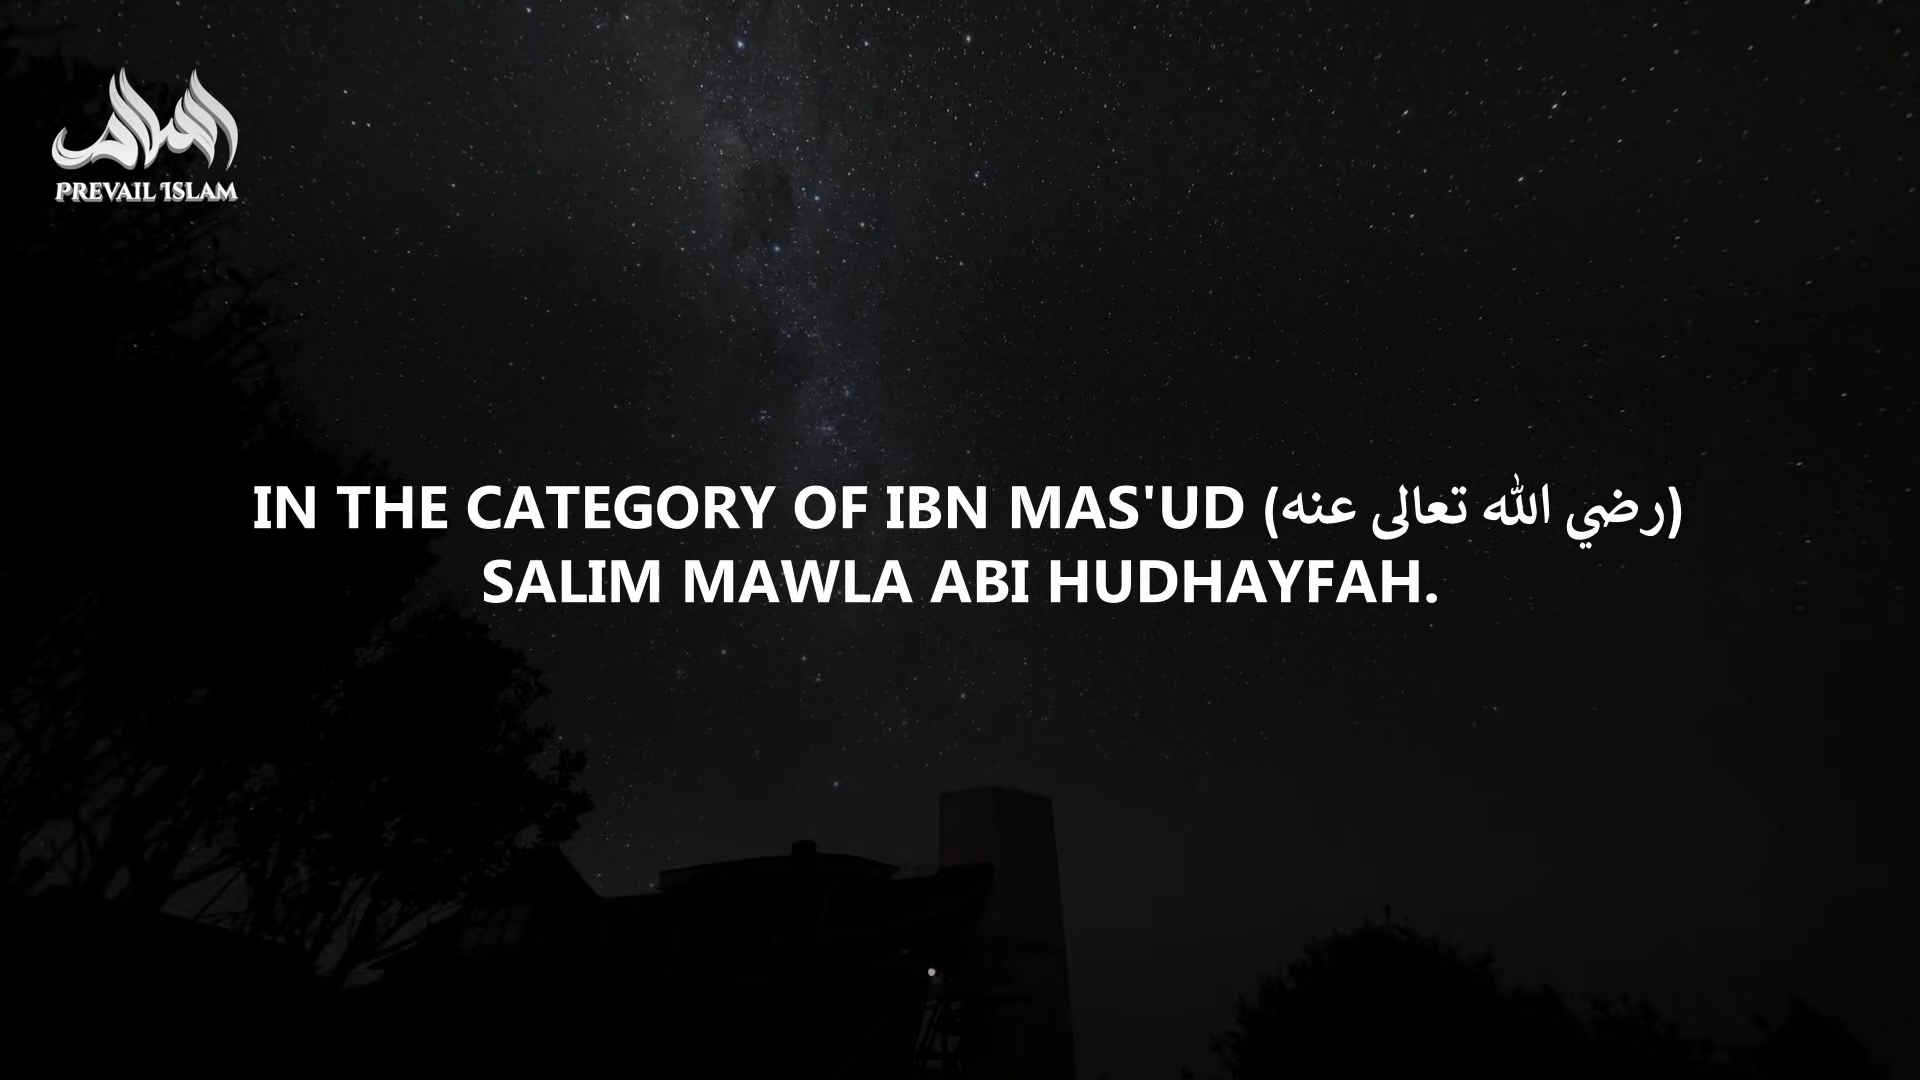 PREVAIL ISLAM
IN THE CATEGORY OF IBN MAS'UD (رضي الله تعالى عنه)
SALIM MAWLA ABI HUDHAYFAH.